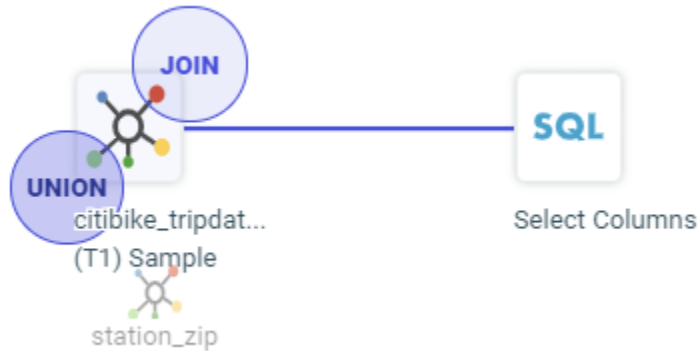 JOIN
SQL
UNION
citibike_tripdat...
(T1) Sample
Select Columns
station_zip